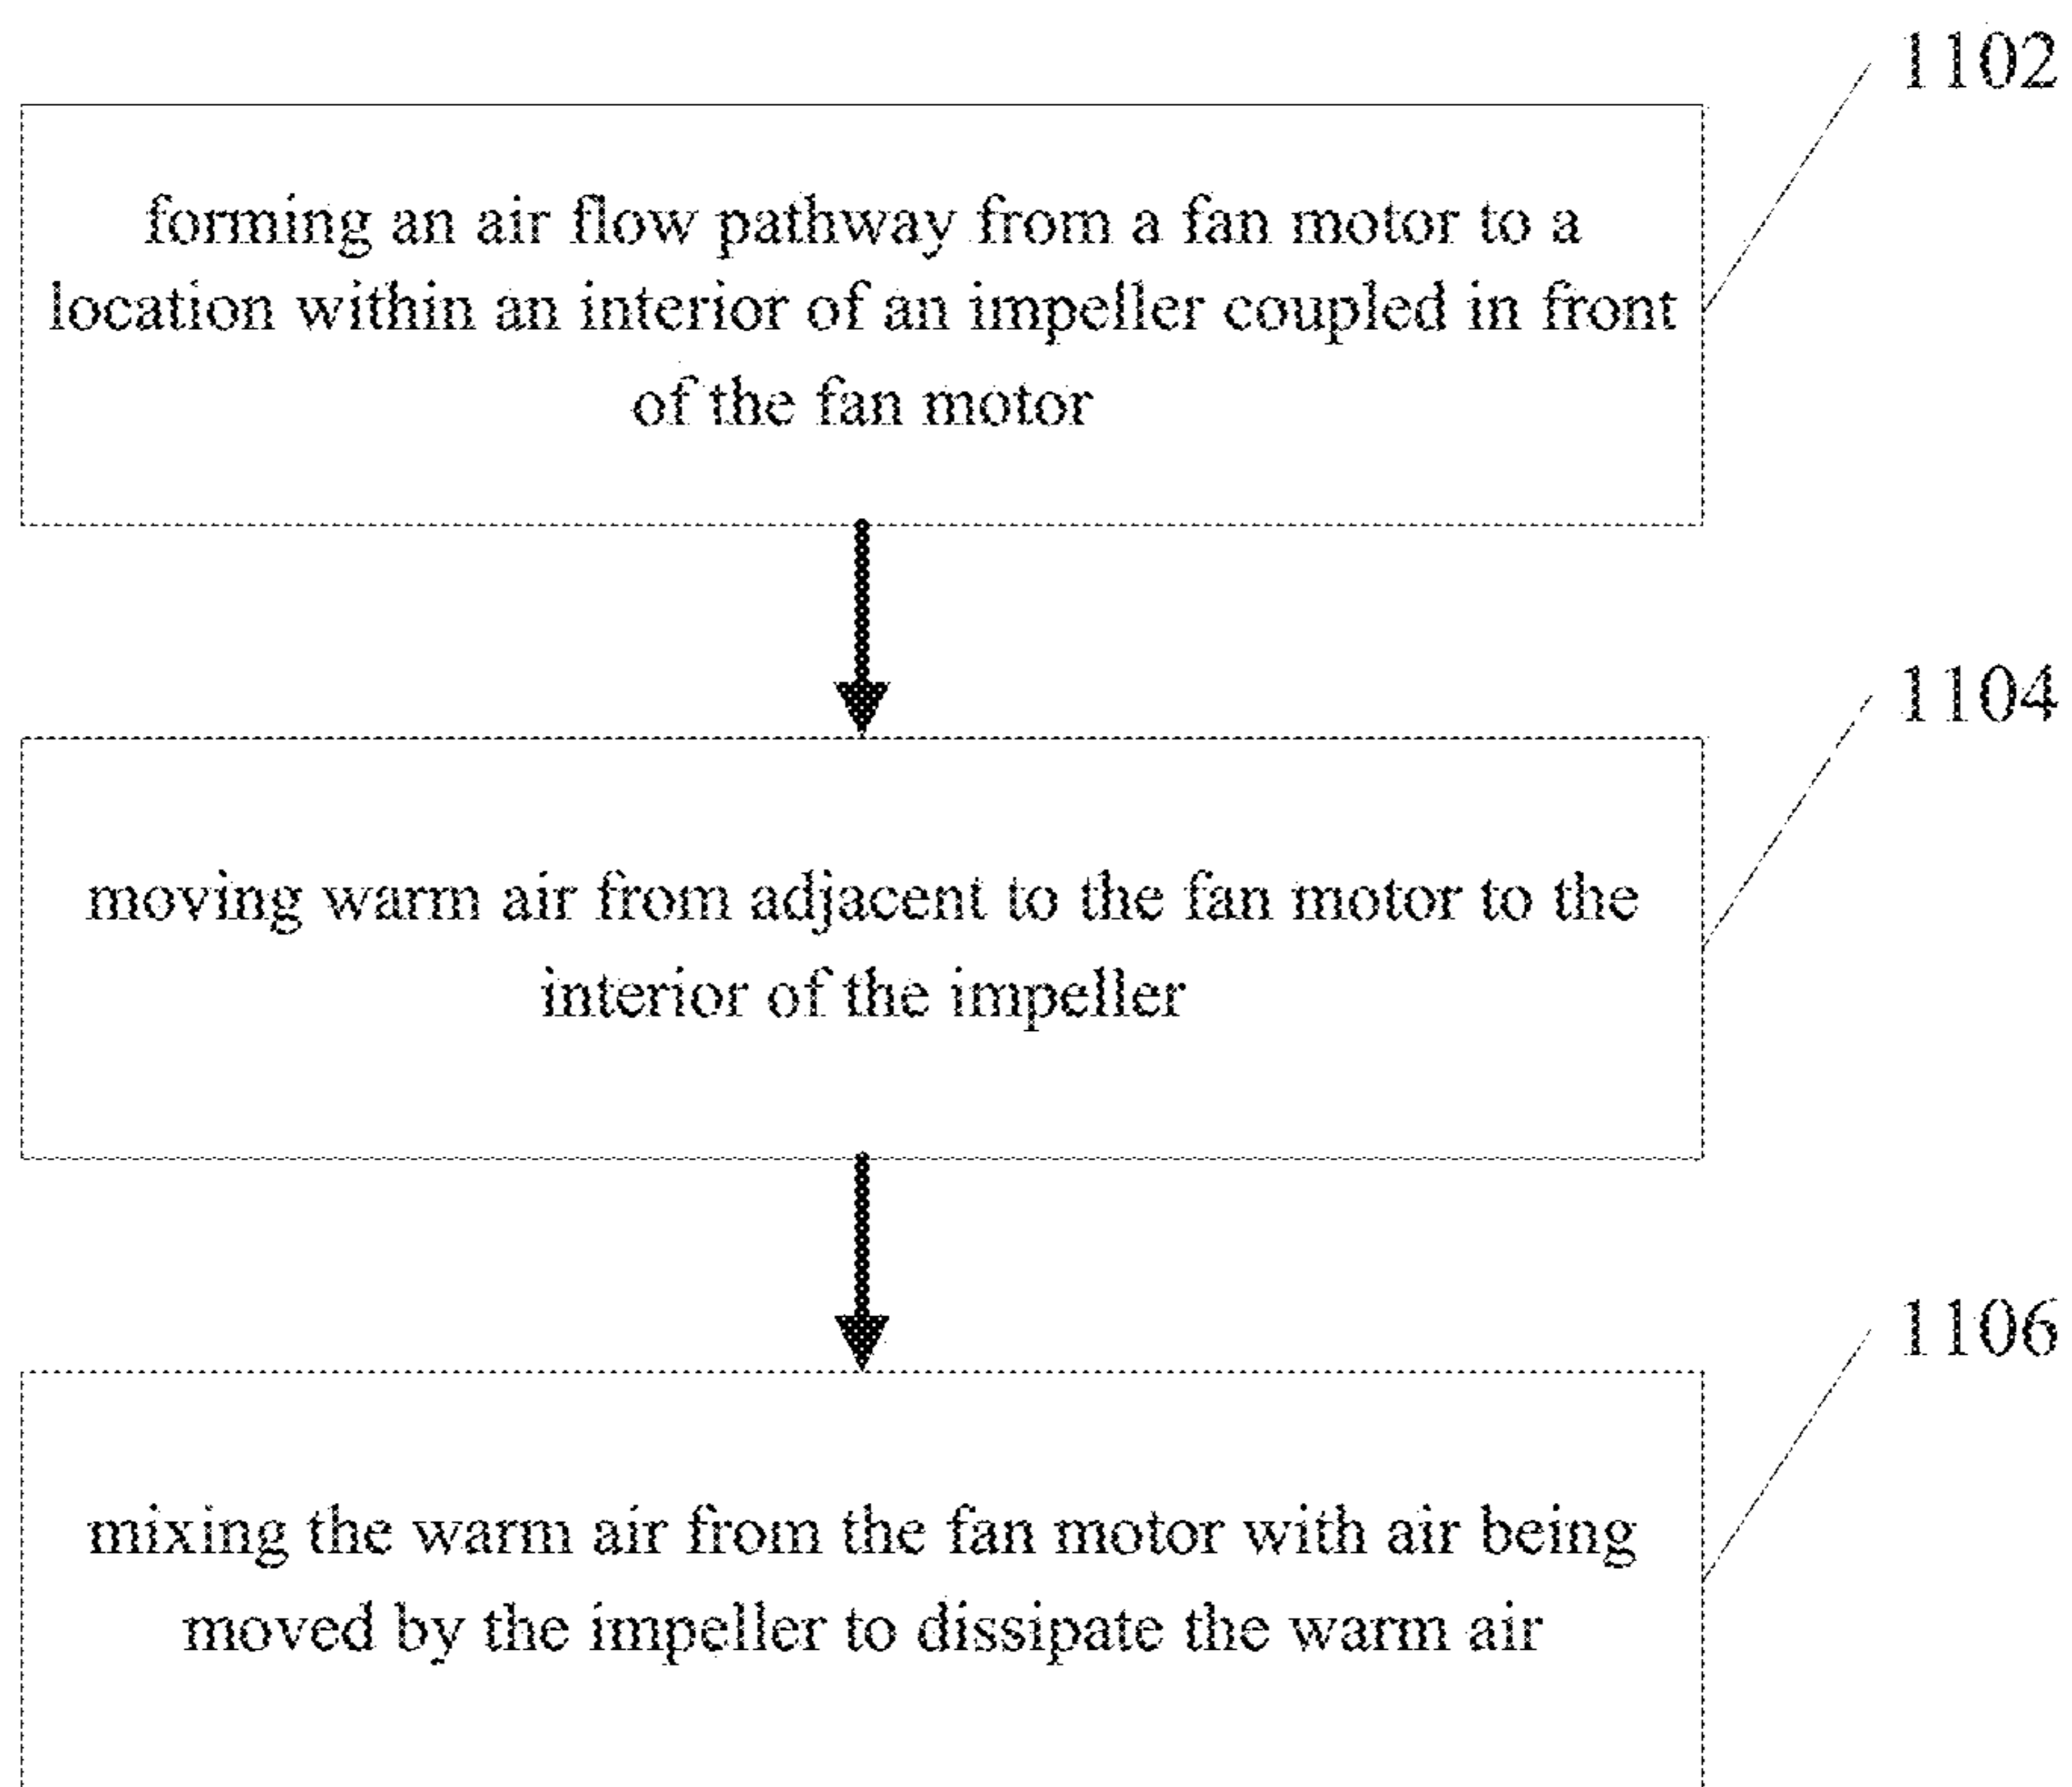 1102
forming an air flow pathway from a fan motor to a
location within an interior of an impeller coupled in front
of the fan motor
1104
moving warm air from adjacent to the fan motor to the
interior of the impeller
1106
mixing the warm air from the fan motor with air being
moved by the impeller to dissipate the warm air